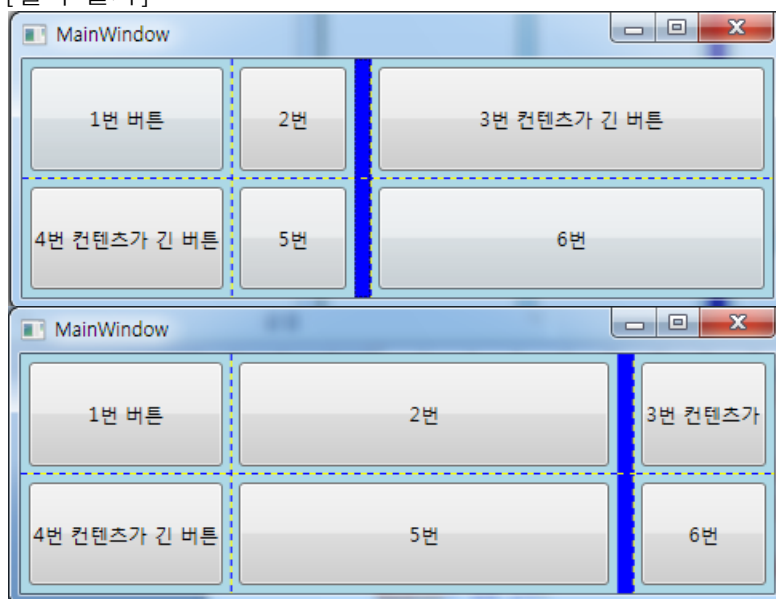 [결과 볼기]
MainWindow
1번 버튼
2번
3번 컨텐츠가 긴 버튼
4번 컨텐츠가 긴 버튼
5번
6번
MainWindow
1번 버튼
2번
3번 컨텐츠가
4번 컨텐츠가 긴 버튼
5번
6번